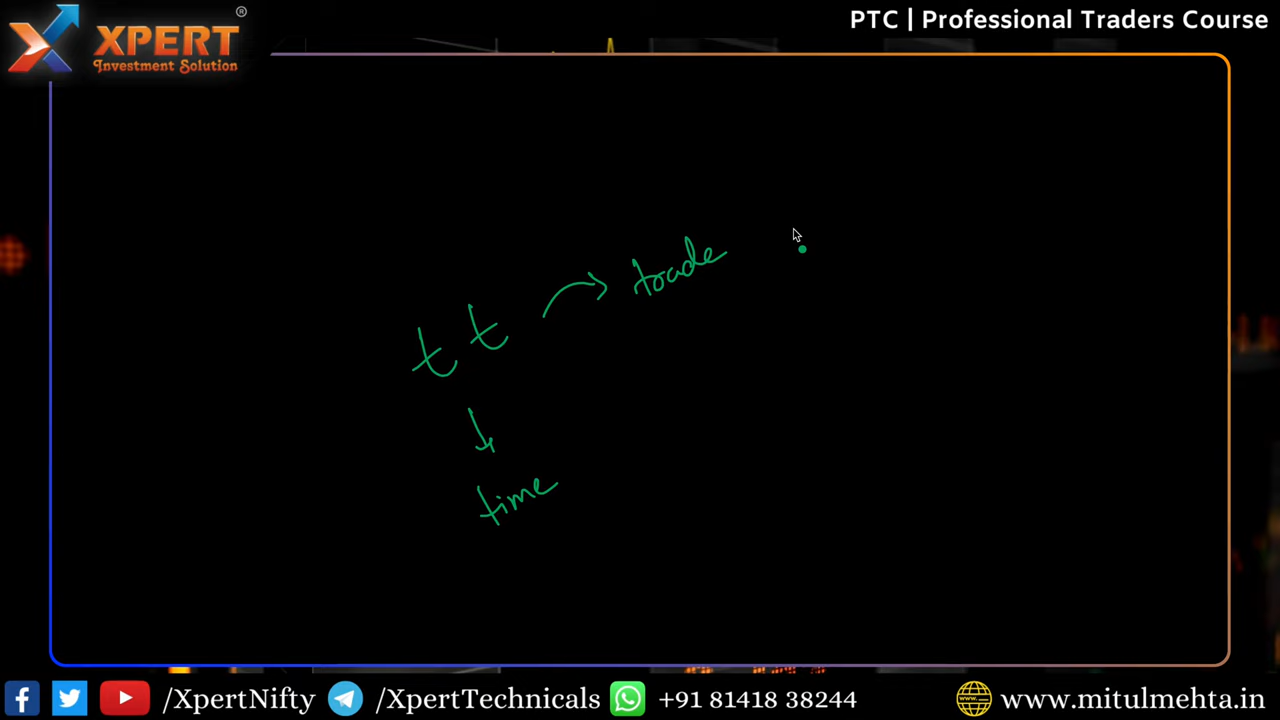 XPERT ®
Investment Solution
PTC | Professional Traders Course
t t → trade
↓
time
/XpertNifty /XpertTechnicals +91 81418 38244 www.mitulmehta.in